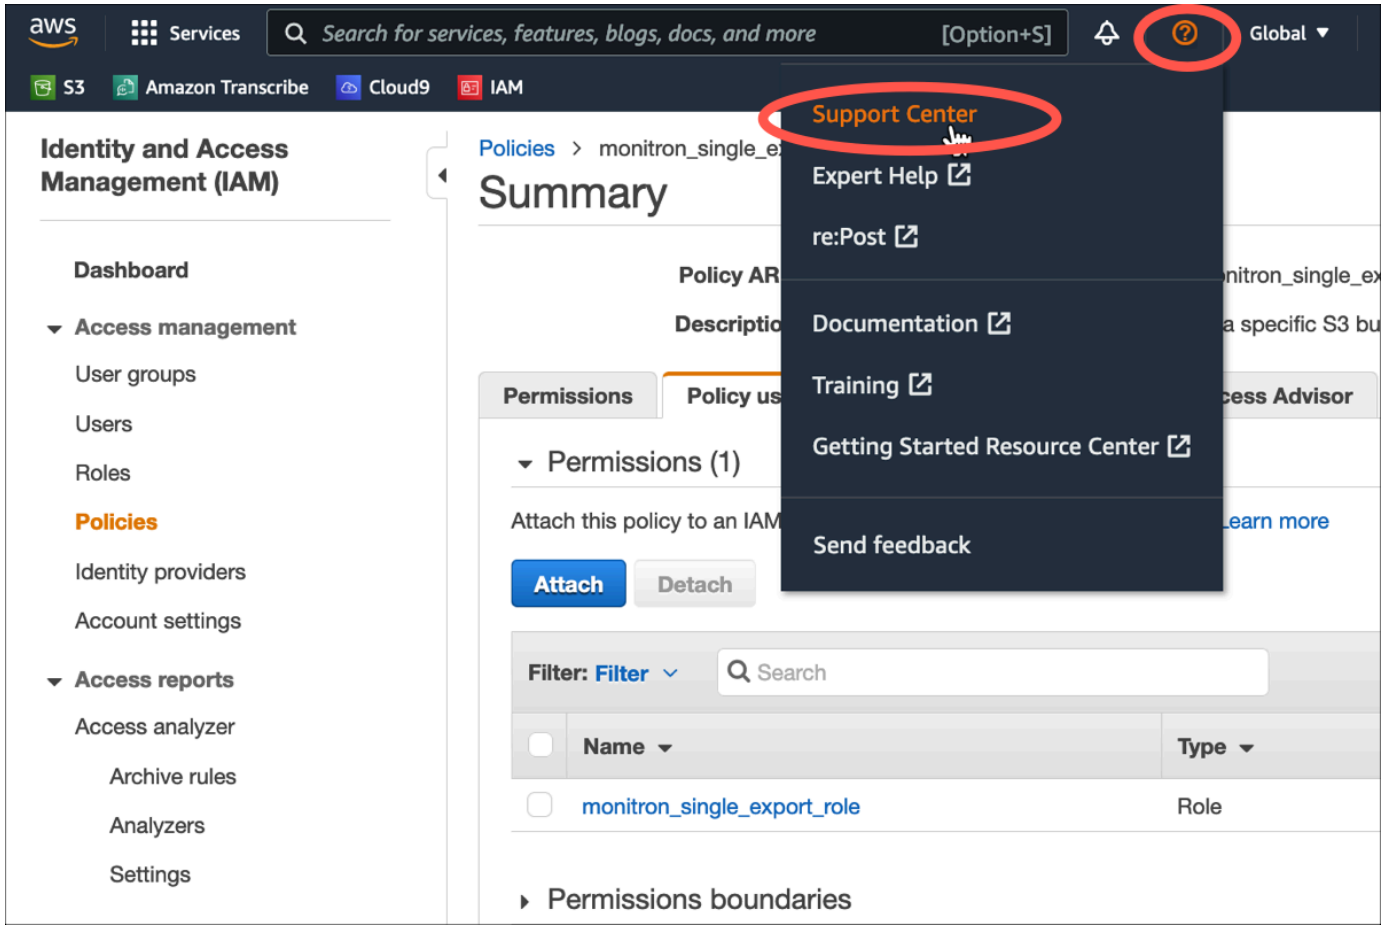 aws
Services
Search for services, features, blogs, docs, and more
[Option+S]
Global
S3
Amazon Transcribe
Cloud9
IAM
Identity and Access
Management (IAM)
Dashboard
Access management
User groups
Users
Roles
Policies
Identity providers
Account settings
Access reports
Access analyzer
Archive rules
Analyzers
Settings
Policies > monitron_single_e
Summary
Policy AR
nitron_single_ex
Descriptio
a specific S3 bu
Permissions
Policy us
cess Advisor
Permissions (1)
Attach this policy to an IAM
Learn more
Attach
Detach
Filter: Filter
Search
Name
Type
monitron_single_export_role
Role
Permissions boundaries
Support Center
Expert Help
re:Post
Documentation
Training
Getting Started Resource Center
Send feedback